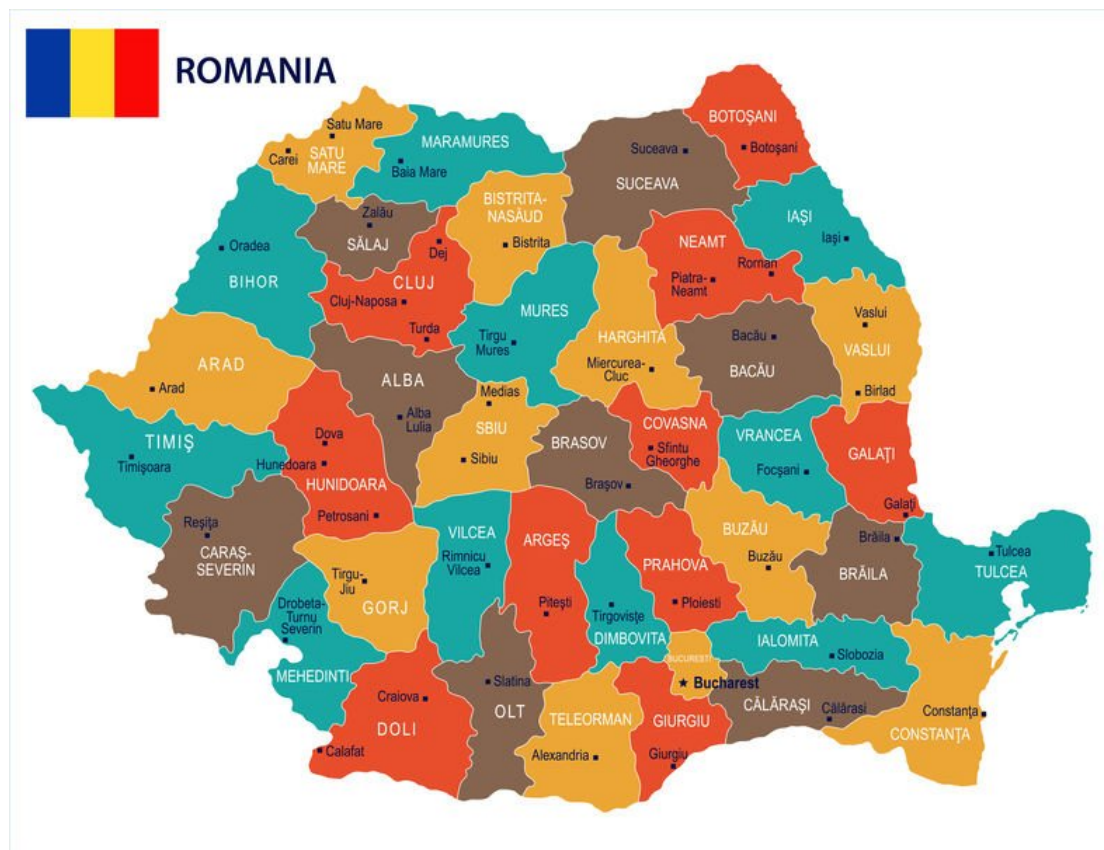 ROMANIA
BOTOŞANI
Botoşani
Satu Mare
Carei
SATU
MARE
MARAMURES
Baia Mare
Suceava
SUCEAVA
BISTRITA-
NASĂUD
Bistrita
Zalău
SĂLAJ
IAŞI
Iaşi
Oradea
BIHOR
Dej
CLUJ
Cluj-Naposa
Turda
NEAMT
Roman
Piatra-
Neamt
MURES
Tirgu
Mures
HARGHITA
Miercurea-
Cluc
Bacău
BACĂU
Vaslui
VASLUI
Birlad
ARAD
Arad
ALBA
Alba
Lulia
Medias
SBIU
Sibiu
TIMIŞ
Timişoara
Dova
Hunedoara
HUNIDOARA
Petrosani
BRASOV
Braşov
COVASNA
Sfintu
Gheorghe
VRANCEA
Focşani
GALAŢI
Galaţi
Reşiţa
CARAŞ-
SEVERIN
VILCEA
Rimnicu
Vilcea
ARGEŞ
Piteşti
PRAHOVA
Ploiesti
BUZĂU
Buzău
Brăila
BRĂILA
Tulcea
TULCEA
Tirgu-
Jiu
GORJ
Drobeta-
Turnu
Severin
MEHEDINTI
Tirgovişte
DIMBOVITA
IALOMITA
Slobozia
BUCURESTI
Bucharest
Craiova
DOLI
Calafat
Slatina
OLT
TELEORMAN
Alexandria
GIURGIU
Giurgiu
CĂLĂRAŞI
Călărasi
Constanţa
CONSTANŢA